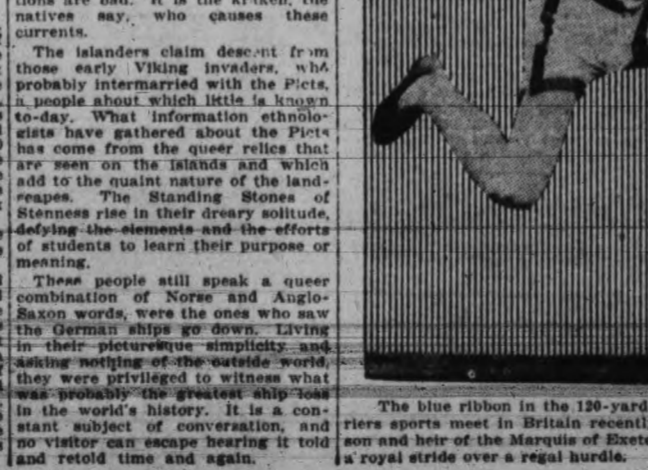 tions are bad. It is the kraken, the
natives say, who causes these
currents.
The islanders claim descent from
those early Viking invaders, who
probably intermarried with the Picts,
a people about which little is known
to-day. What information ethnolo-
gists have gathered about the Picts
has come from the queer relics that
are seen on the islands and which
add to the quaint nature of the land-
scapes. The Standing Stones of
Stenness rise in their dreary solitude,
defying the elements and the efforts
of students to learn their purpose or
meaning.
These people still speak a queer
combination of Norse and Anglo-
Saxon words, were the ones who saw
the German ships go down. Living
in their picturesque simplicity and
asking nothing of the outside world,
they were privileged to witness what
was probably the greatest ship loss
in the world's history. It is a con-
stant subject of conversation, and
no visitor can escape hearing it told
and retold time and again.
The blue ribbon in the 120-yard
riers sports meet in Britain recentl
son and heir of the Marquis of Exete
a royal stride over a regal hurdle.